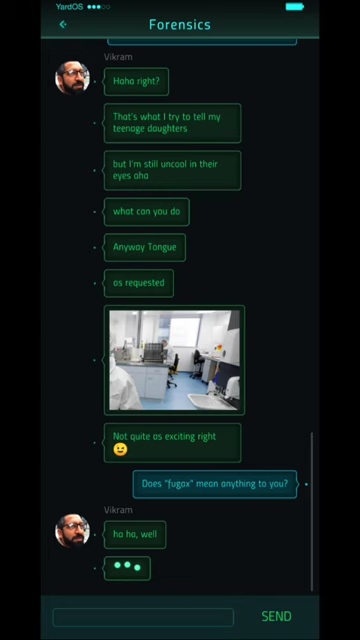 YardOS
Forensics
Vikram
Haha right?
That's what I try to tell my
teenage daughters
but I'm still uncool in their
eyes aha
what can you do
Anyway Tongue
as requested
Not quite as exciting right
Does "fugax" mean anything to you?
Vikram
ha ha, well
SEND